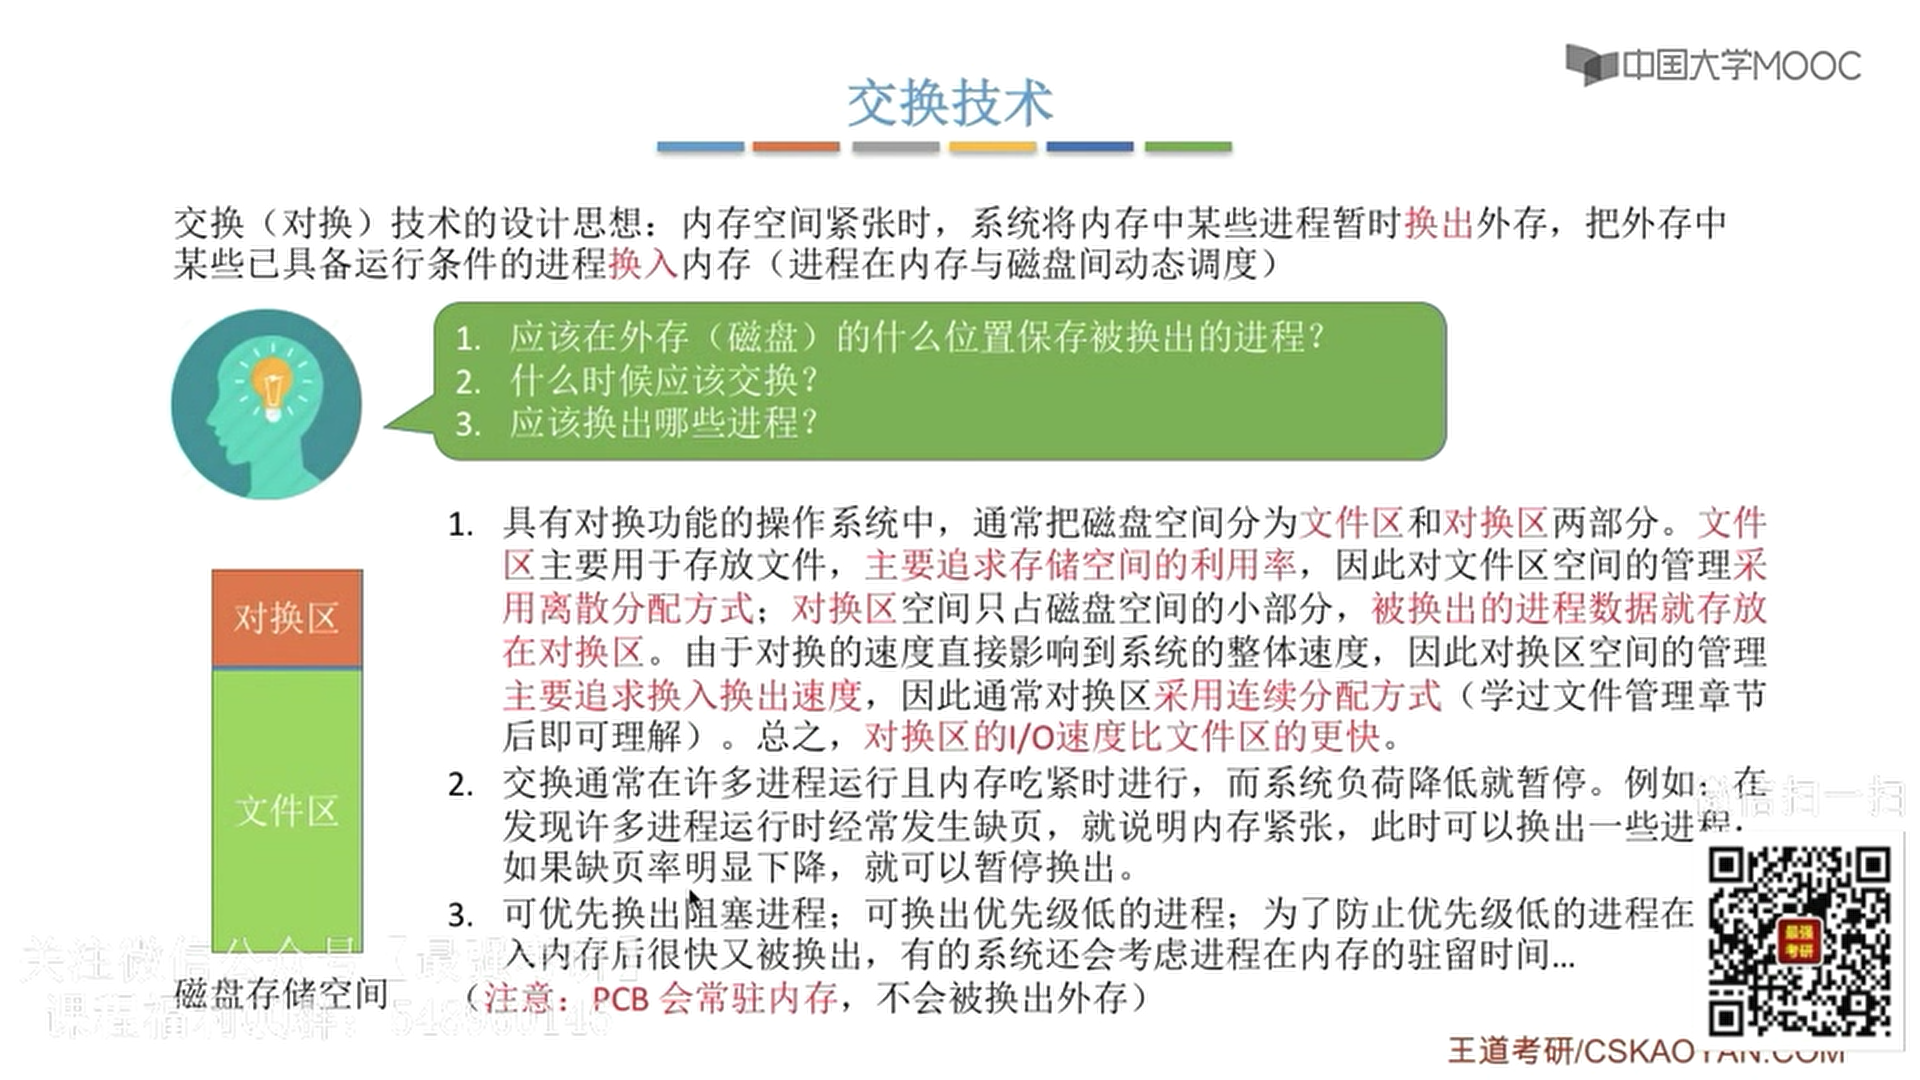 中国大学MOOC
交换技术
交换（对换）技术的设计思想：内存空间紧张时，系统将内存中某些进程暂时换出外存，把外存中
某些已具备运行条件的进程换入内存（进程在内存与磁盘间动态调度）
1. 应该在外存（磁盘）的什么位置保存被换出的进程？
2. 什么时候应该交换？
3. 应该换出哪些进程？
1. 具有对换功能的操作系统中，通常把磁盘空间分为文件区和对换区两部分。文件
区主要用于存放文件，主要追求存储空间的利用率，因此对文件区空间的管理采
用离散分配方式；对换区空间只占磁盘空间的小部分，被换出的进程数据就存放
在对换区。由于对换的速度直接影响到系统的整体速度，因此对换区空间的管理
主要追求换入换出速度，因此通常对换区采用连续分配方式（学过文件管理章节
后即可理解）。总之，对换区的I/O速度比文件区的更快。
2. 交换通常在许多进程运行且内存吃紧时进行，而系统负荷降低就暂停。例如：在
发现许多进程运行时经常发生缺页，就说明内存紧张，此时可以换出一些进程；
如果缺页率明显下降，就可以暂停换出。
3. 可优先换出阻塞进程；可换出优先级低的进程；为了防止优先级低的进程在
入内存后很快又被换出，有的系统还会考虑进程在内存的驻留时间…
（注意：PCB 会常驻内存，不会被换出外存）
对换区
文件区
磁盘存储空间
微信扫一扫
最强
考研
关注微信公众号
王道考研/CSKAOYAN.COM